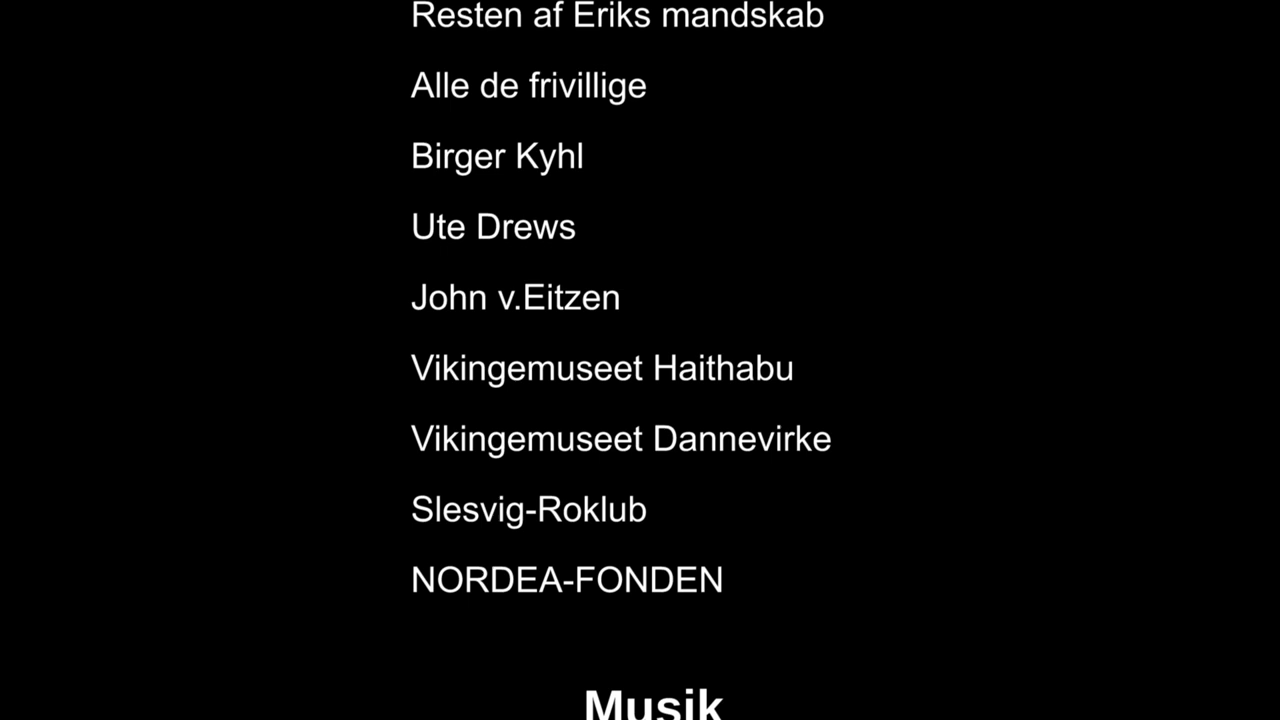 Resten af Eriks mandskab
Alle de frivillige
Birger Kyhl
Ute Drews
John v.Eitzen
Vikingemuseet Haithabu
Vikingemuseet Dannevirke
Slesvig-Roklub
NORDEA-FONDEN
Musik